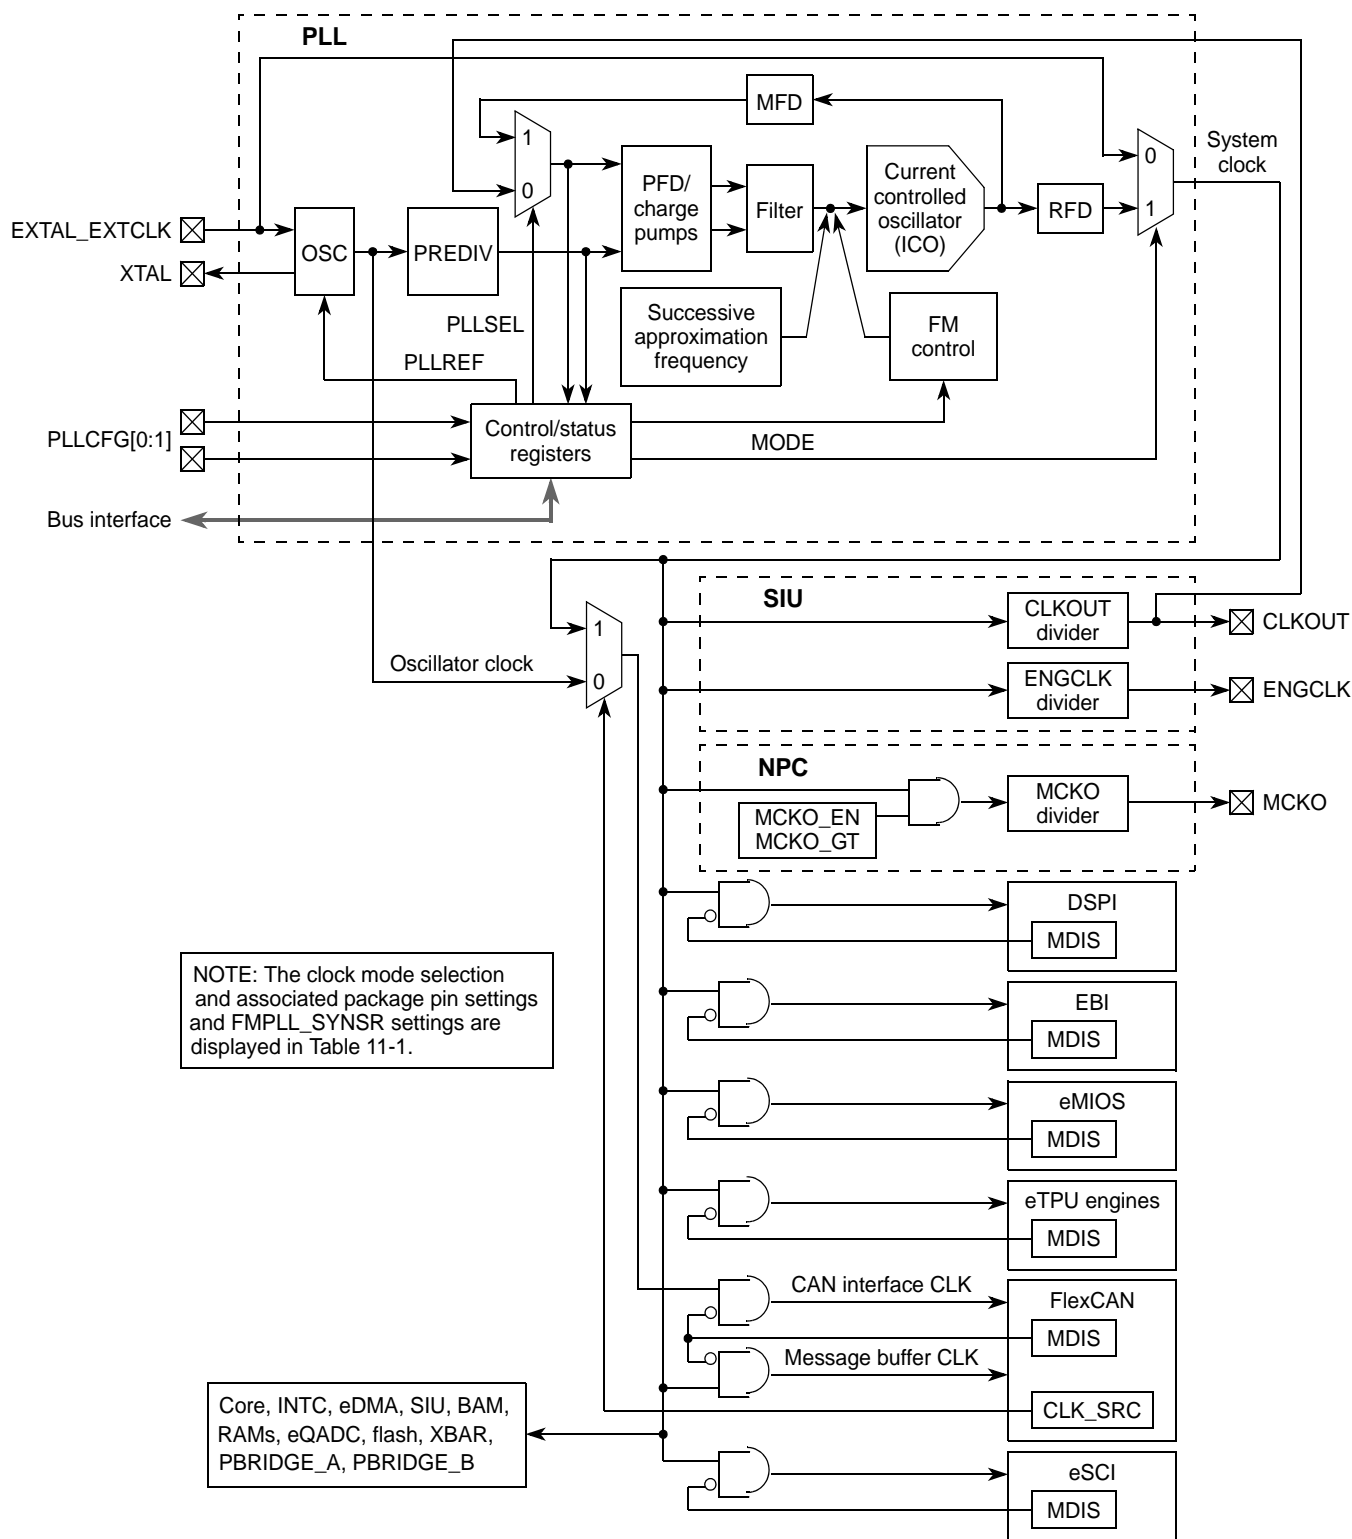 PLL
MFD
1
0
System
clock
0
1
PFD/
charge
pumps
Filter
Current
controlled
oscillator
(ICO)
RFD
EXTAL_EXTCLK
OSC
PREDIV
XTAL
PLLSEL
PLLREF
Successive
approximation
frequency
FM
control
PLLCFG[0:1]
Control/status
registers
MODE
Bus interface
SIU
CLKOUT
divider
CLKOUT
1
0
Oscillator clock
ENGCLK
divider
ENGCLK
NPC
MCKO_EN
MCKO_GT
MCKO
divider
MCKO
DSPI
MDIS
NOTE: The clock mode selection
and associated package pin settings
and FMPLL_SYNSR settings are
displayed in Table 11-1.
EBI
MDIS
eMIOS
MDIS
eTPU engines
MDIS
CAN interface CLK
FlexCAN
MDIS
Message buffer CLK
CLK_SRC
Core, INTC, eDMA, SIU, BAM,
RAMs, eQADC, flash, XBAR,
PBRIDGE_A, PBRIDGE_B
eSCI
MDIS